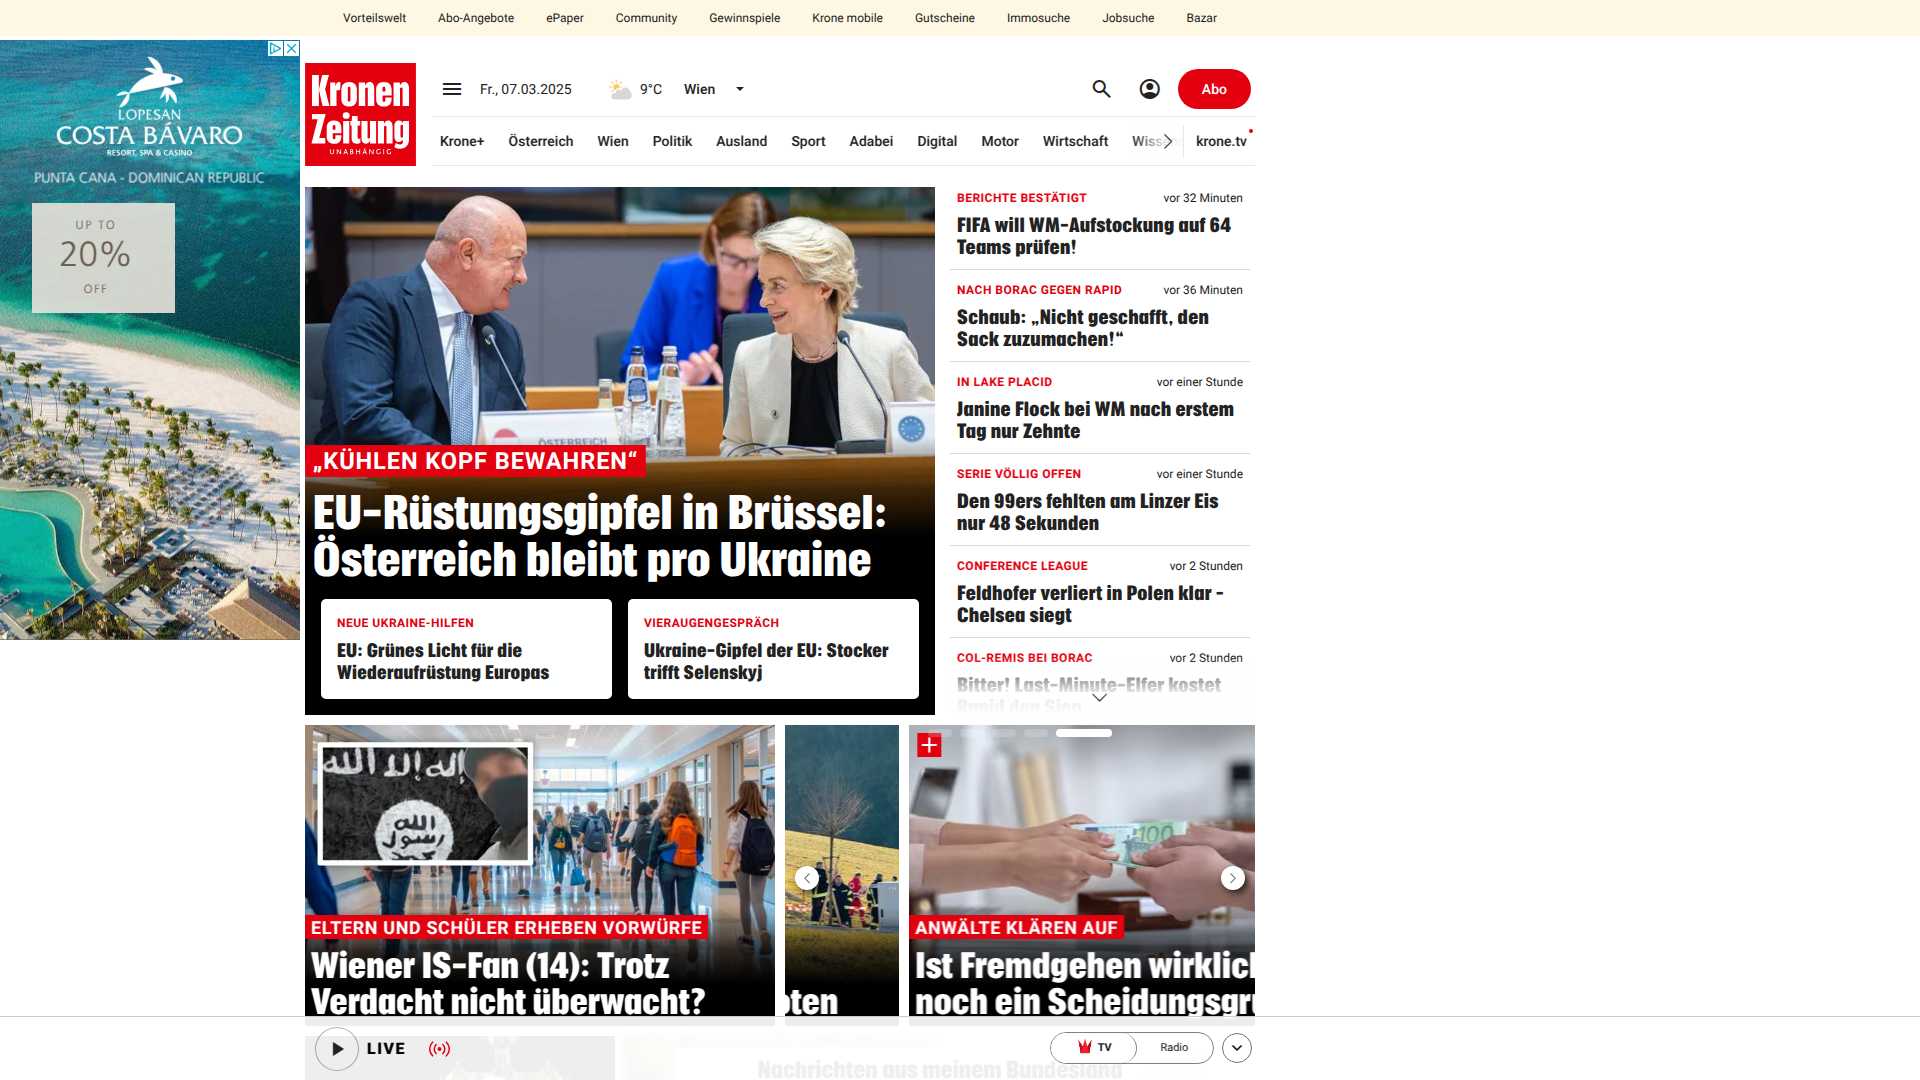 Vorteilswelt
Abo-Angebote
ePaper
Community
Gewinnspiele
Krone mobile
Gutscheine
Immosuche
Jobsuche
Bazar
LOPESAN
COSTA BÁVARO
RESORT, SPA & CASINO
PUNTA CANA - DOMINICAN REPUBLIC
UP TO
20%
OFF
Kronen
Zeitung
UNABHÄNGIG
Fr., 07.03.2025
9°C
Wien
Abo
Krone+
Österreich
Wien
Politik
Ausland
Sport
Adabei
Digital
Motor
Wirtschaft
krone.tv
ÖSTERREICH
„KÜHLEN KOPF BEWAHREN“
EU-Rüstungsgipfel in Brüssel:
Österreich bleibt pro Ukraine
NEUE UKRAINE-HILFEN
EU: Grünes Licht für die
Wiederaufrüstung Europas
VIERAUGENGESPRÄCH
Ukraine-Gipfel der EU: Stocker
trifft Selenskyj
BERICHTE BESTÄTIGT
vor 32 Minuten
FIFA will WM-Aufstockung auf 64
Teams prüfen!
NACH BORAC GEGEN RAPID
vor 36 Minuten
Schaub: „Nicht geschafft, den
Sack zuzumachen!“
IN LAKE PLACID
vor einer Stunde
Janine Flock bei WM nach erstem
Tag nur Zehnte
SERIE VÖLLIG OFFEN
vor einer Stunde
Den 99ers fehlten am Linzer Eis
nur 48 Sekunden
CONFERENCE LEAGUE
vor 2 Stunden
Feldhofer verliert in Polen klar -
Chelsea siegt
COL-REMIS BEI BORAC
vor 2 Stunden
Bitter! Last-Minute-Elfer kostet
Rapid den Sieg
ELTERN UND SCHÜLER ERHEBEN VORWÜRFE
Wiener IS-Fan (14): Trotz
Verdacht nicht überwacht?
100
ANWÄLTE KLÄREN AUF
Ist Fremdgehen wirklich
noch ein
LIVE
TV
Radio
Nachrichten aus meinem Bundesland